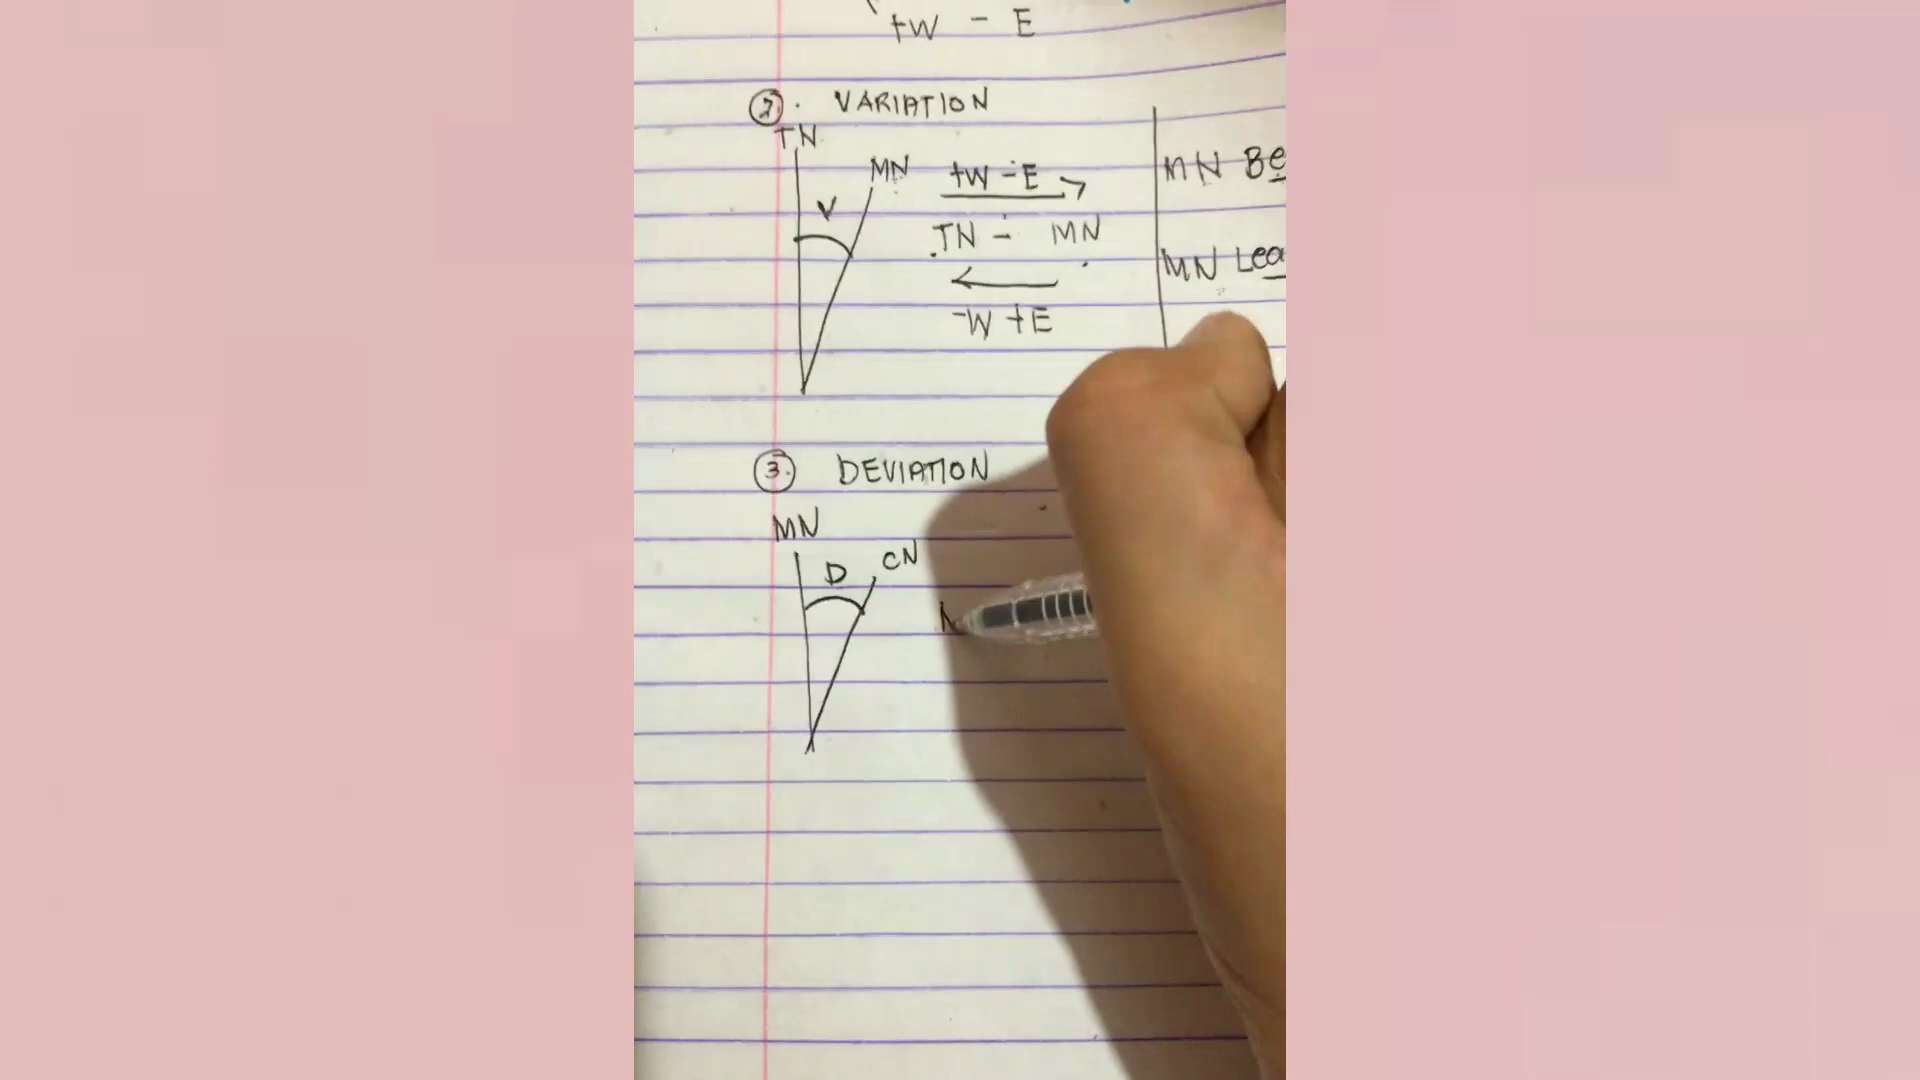 +W - E
2. VARIATION
TN
MN
V
+W -E
TN - MN
-W +E
MN Be
MN Lea
3. DEVIATION
MN
CN
D